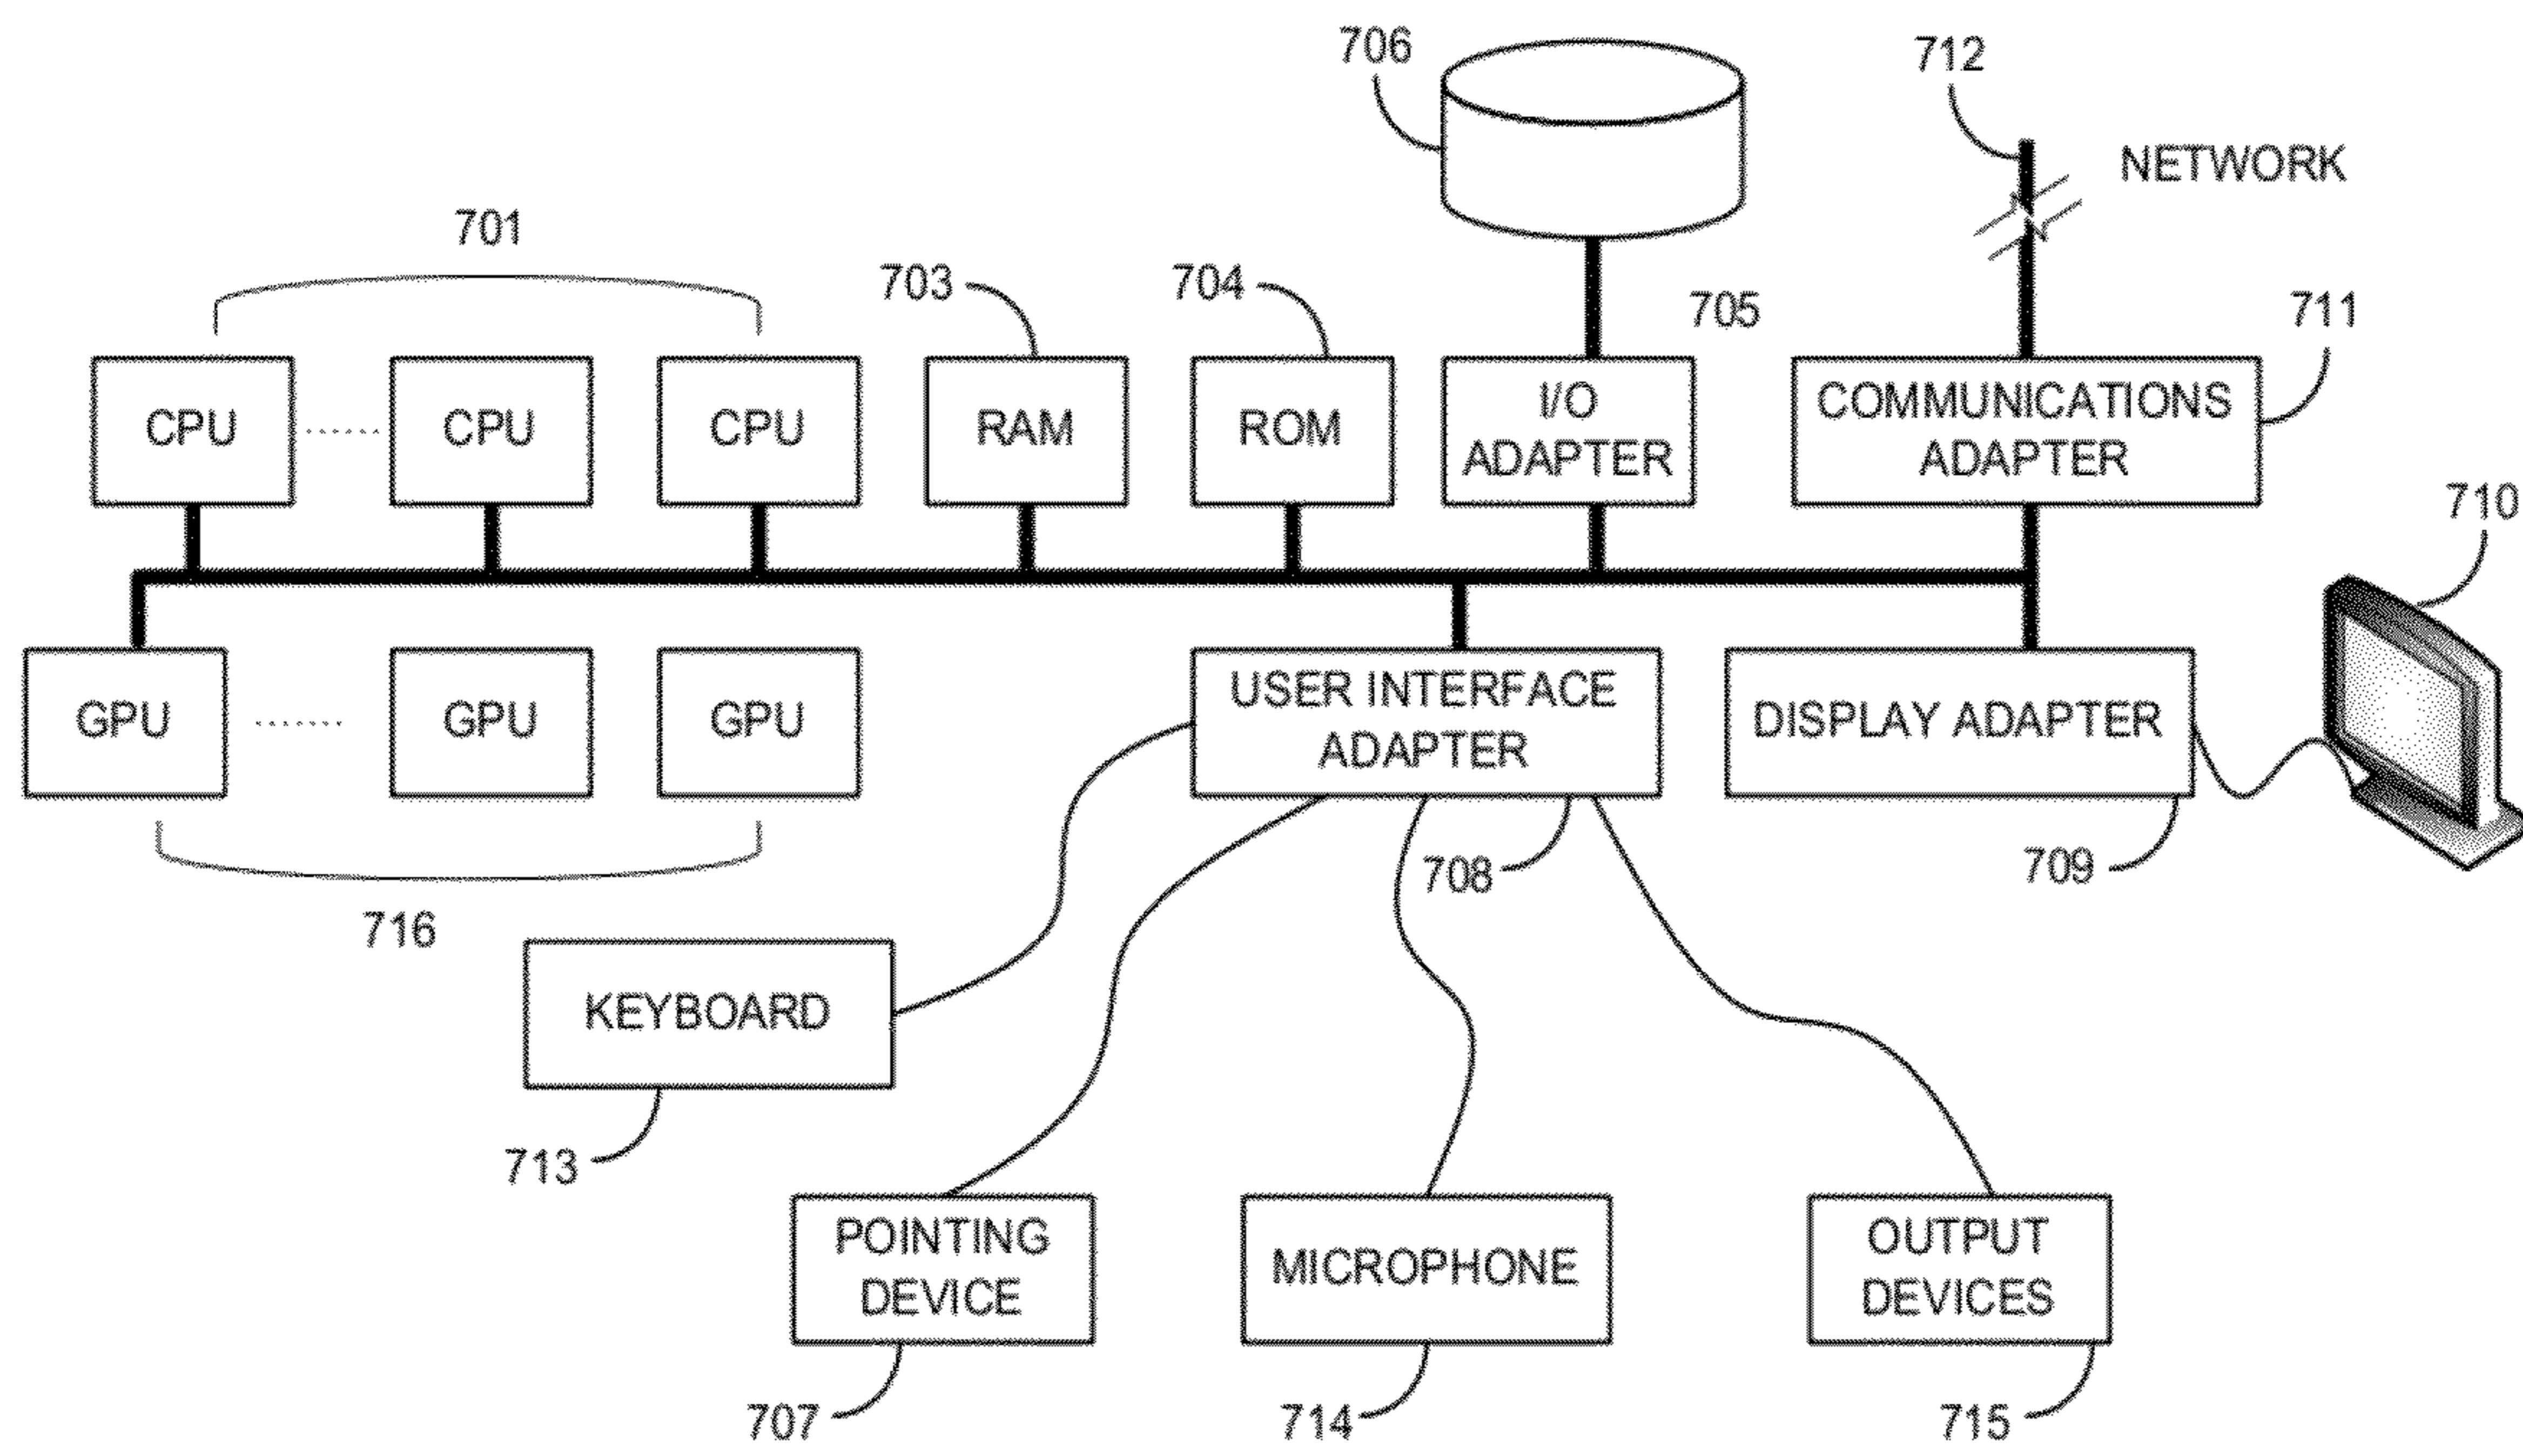 706
712
NETWORK
701
703
704
705
711
CPU
CPU
CPU
RAM
ROM
I/O
ADAPTER
COMMUNICATIONS
ADAPTER
710
GPU
GPU
GPU
USER INTERFACE
ADAPTER
DISPLAY ADAPTER
708
709
716
KEYBOARD
713
POINTING
DEVICE
MICROPHONE
OUTPUT
DEVICES
707
714
715